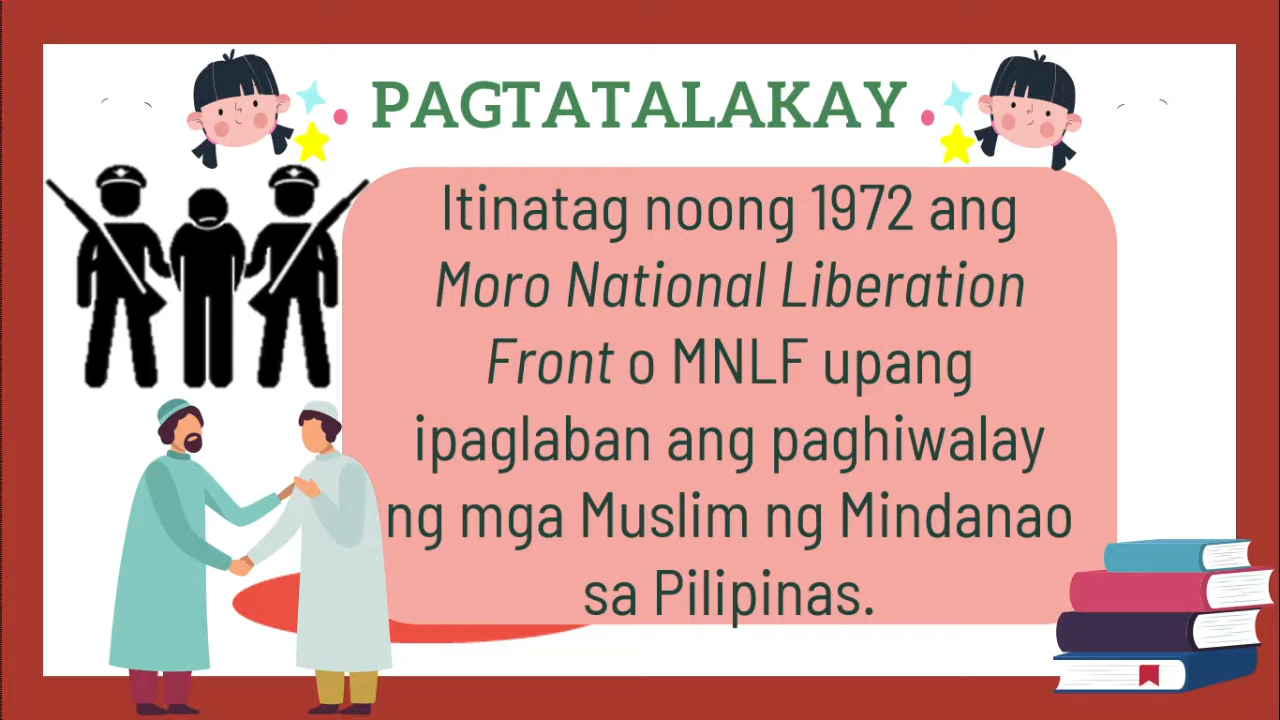 PAGTATALAKAY
Itinatag noong 1972 ang
Moro National Liberation
Front o MNLF upang
ipaglaban ang paghiwalay
ng mga Muslim ng Mindanao
sa Pilipinas.